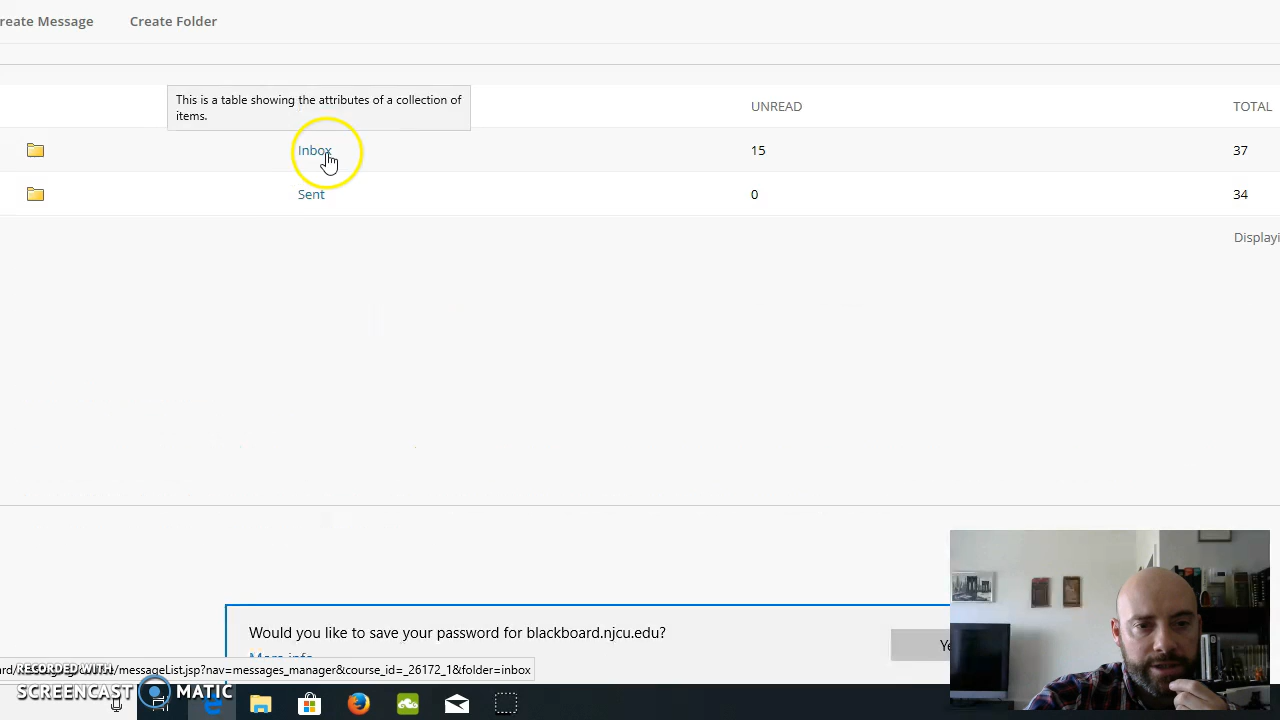 reate Message Create Folder
This is a table showing the attributes of a collection of
items.
UNREAD TOTAL
Inbox 15 37
Sent 0 34
Displayi
Would you like to save your password for blackboard.njcu.edu?
More info
Ye
/messageList.jsp?nav=messages_manager&course_id=_26172_1&folder=inbox
RECORDED WITH
SCREENCAST MATIC